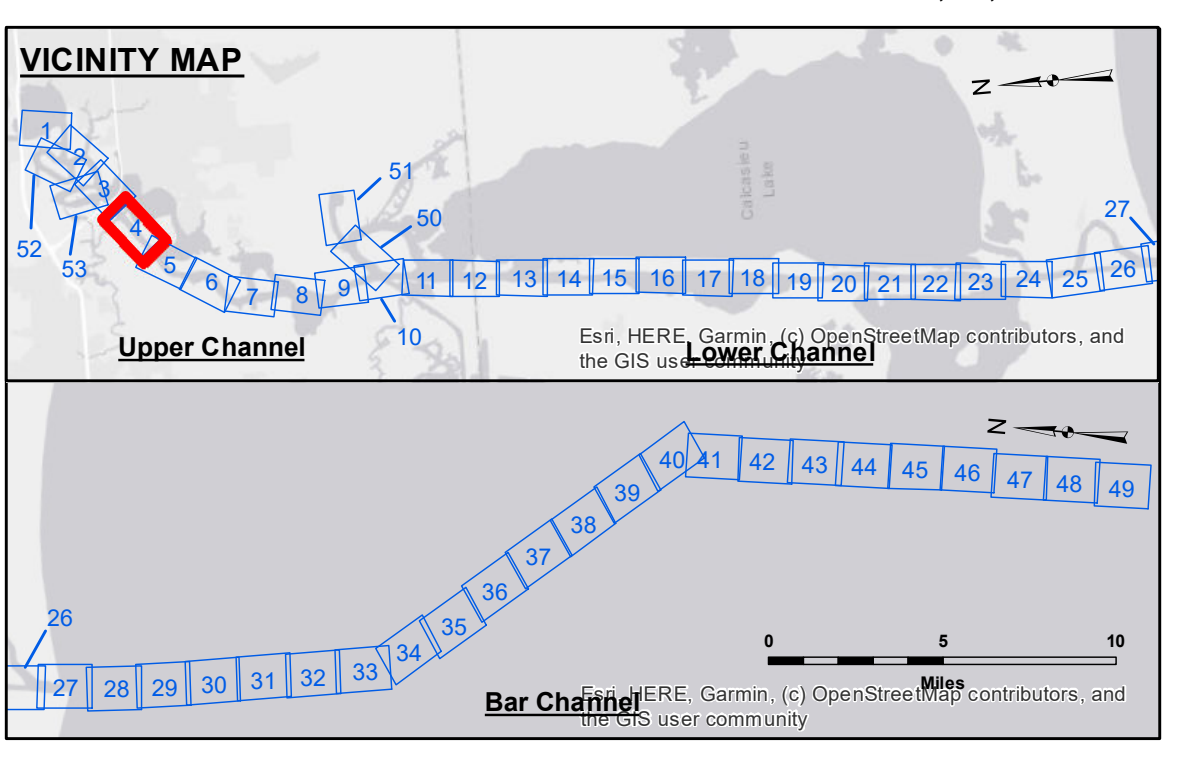 VICINITY MAP
N
1
2
3
4
5
6
7
8
9
10
11 12 13 14 15 16 17 18 19 20 21 22 23 24 25 26
27
50
51
52
53
Calcasieu
Lake
Upper Channel
Lower Channel
Esri, HERE, Garmin, (c) OpenStreetMap contributors, and
the GIS user community
N
26
27 28 29 30 31 32 33 34 35 36 37 38 39 40 41 42 43 44 45 46 47 48 49
0 5 10
Miles
Bar Channel
Esri, HERE, Garmin, (c) OpenStreetMap contributors, and
the GIS user community